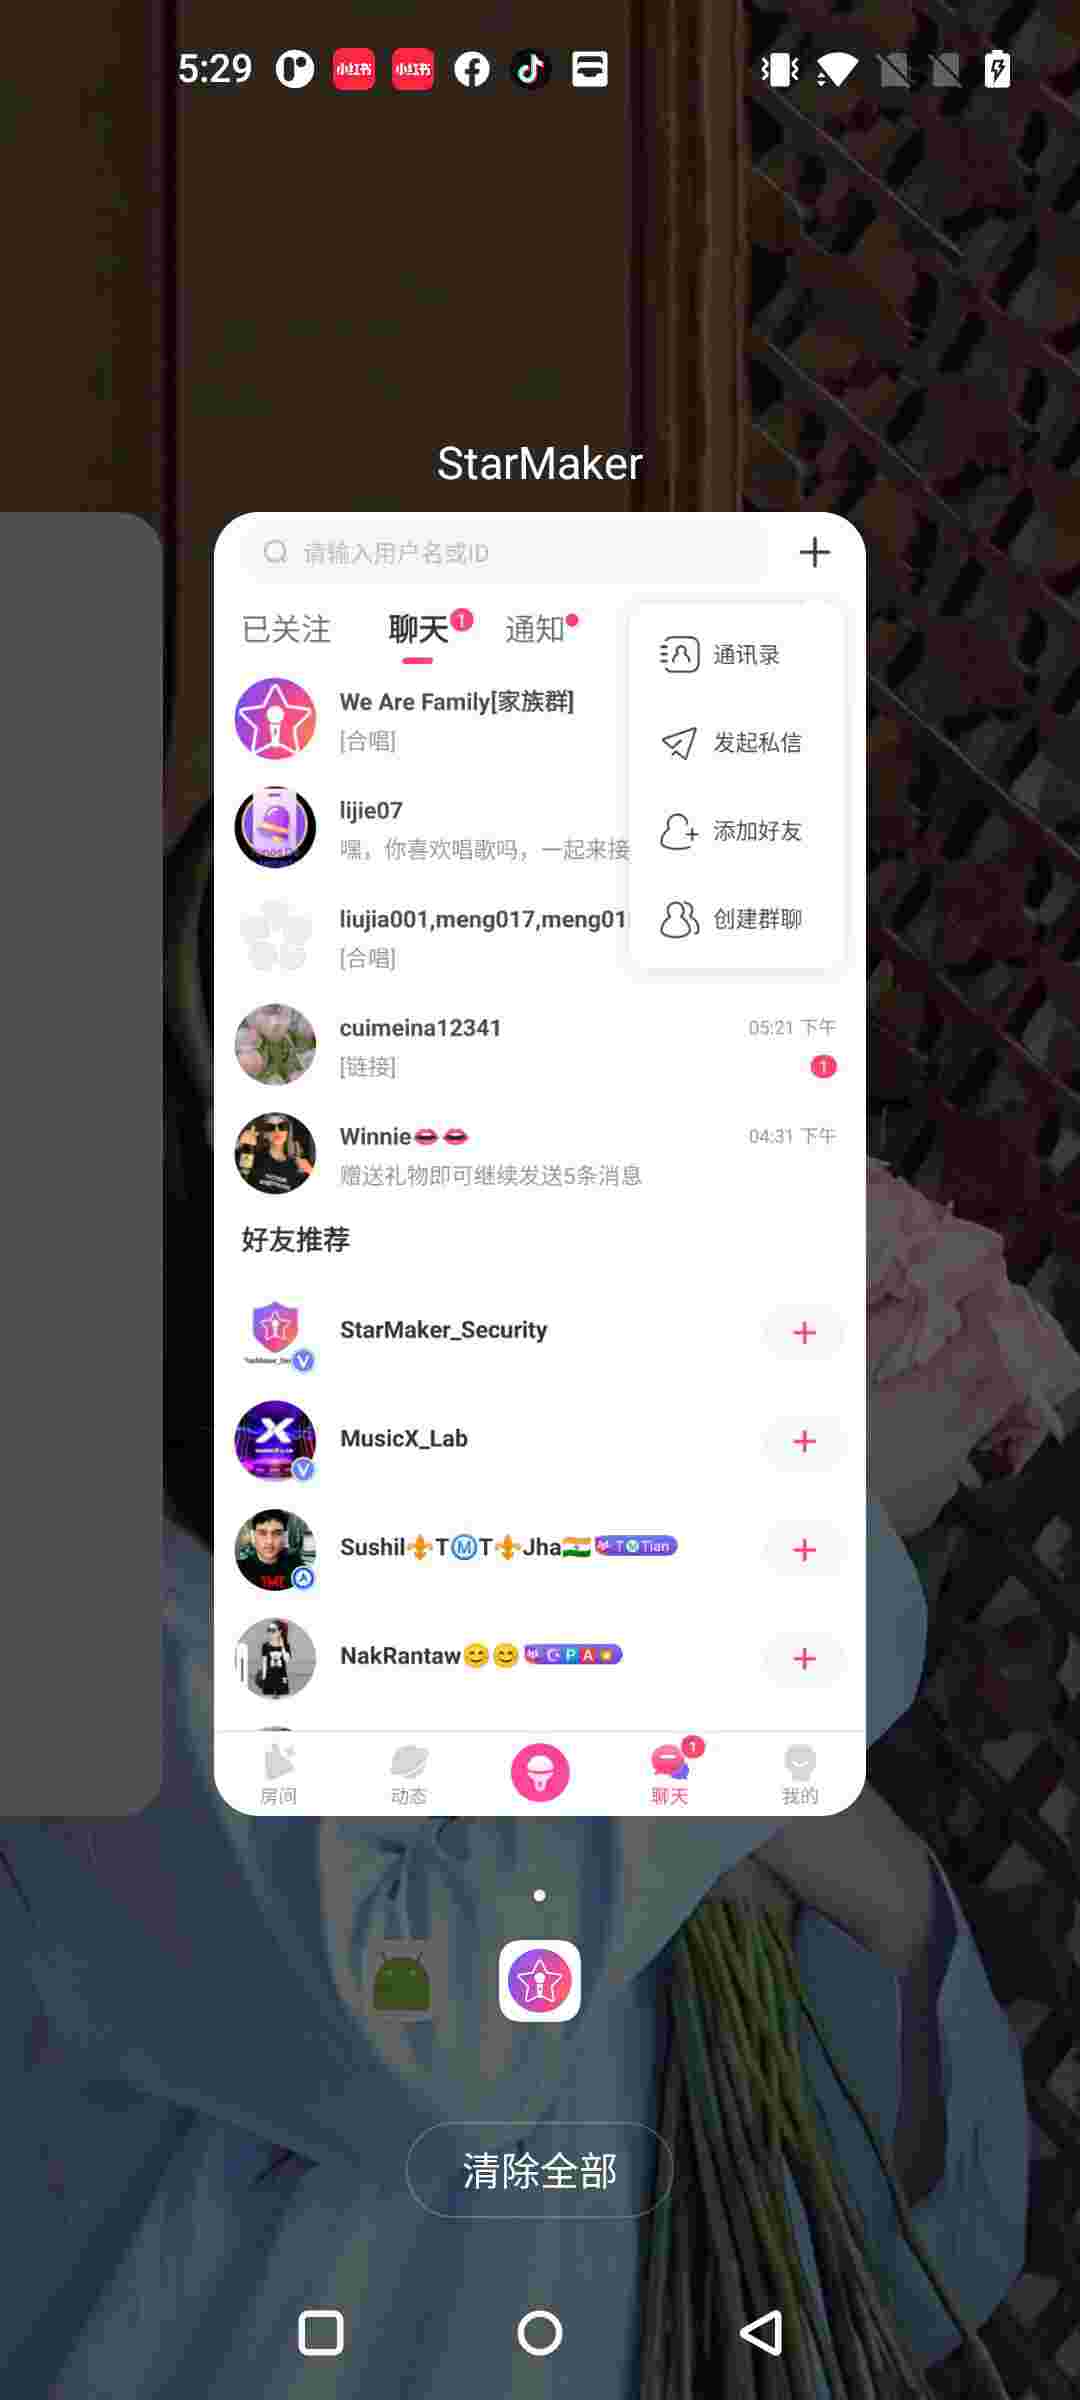 5:29
小红书
小红书
StarMaker
请输入用户名或ID
已关注
聊天
1
通知
通讯录
发起私信
添加好友
创建群聊
We Are Family[家族群]
[合唱]
lijie07
嘿，你喜欢唱歌吗，一起来接
liujia001,meng017,meng01
[合唱]
cuimeina12341
05:21 下午
[链接]
1
Winnie👄👄
04:31 下午
赠送礼物即可继续发送5条消息
好友推荐
StarMaker_Security
MusicX_Lab
Sushil⚜️TⓂ️T⚜️Jha🇮🇳 TⓂTian
NakRantaw😊😊 CPA
房间
动态
聊天
1
我的
清除全部